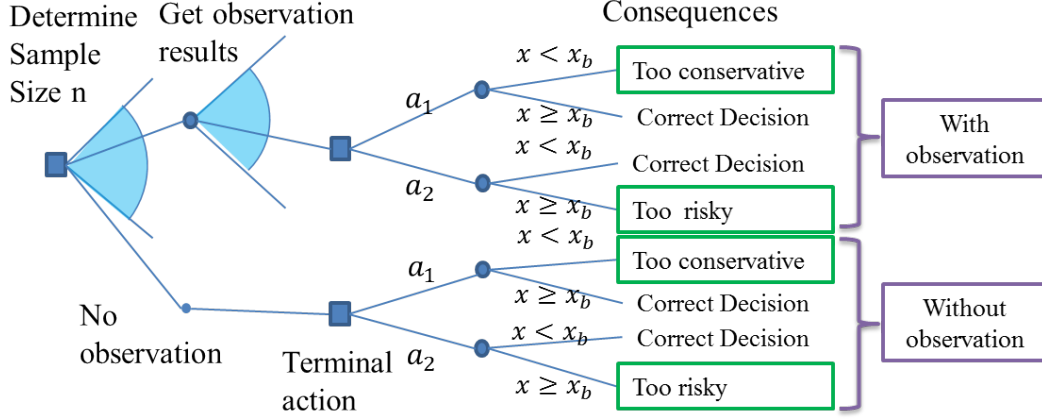 Determine
Sample
Size n
Get observation
results
Consequences
x < x_b
Too conservative
a_1
x ≥ x_b
Correct Decision
x < x_b
Correct Decision
a_2
x ≥ x_b
Too risky
With
observation
x < x_b
Too conservative
a_1
x ≥ x_b
Correct Decision
x < x_b
Correct Decision
a_2
x ≥ x_b
Too risky
Without
observation
No
observation
Terminal
action